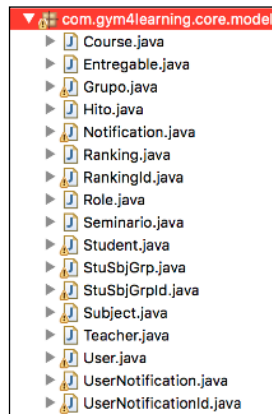 com.gym4learning.core.model
Course.java
Entregable.java
Grupo.java
Hito.java
Notification.java
Ranking.java
RankingId.java
Role.java
Seminario.java
Student.java
StuSbjGrp.java
StuSbjGrpId.java
Subject.java
Teacher.java
User.java
UserNotification.java
UserNotificationId.java